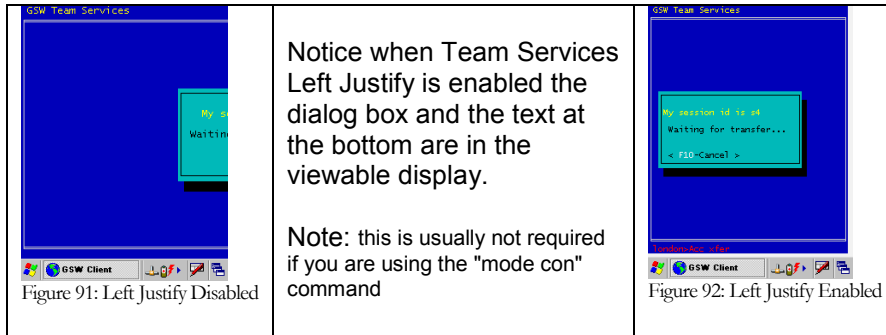 GSW Team Services
My s
Waitin
GSW Client
Figure 91: Left Justify Disabled
Notice when Team Services
Left Justify is enabled the
dialog box and the text at
the bottom are in the
viewable display.
Note: this is usually not required
if you are using the "mode con"
command
GSW Team Services
My session id is s4
Waiting for transfer...
< F10-Cancel >
london>Acc xfer
GSW Client
Figure 92: Left Justify Enabled